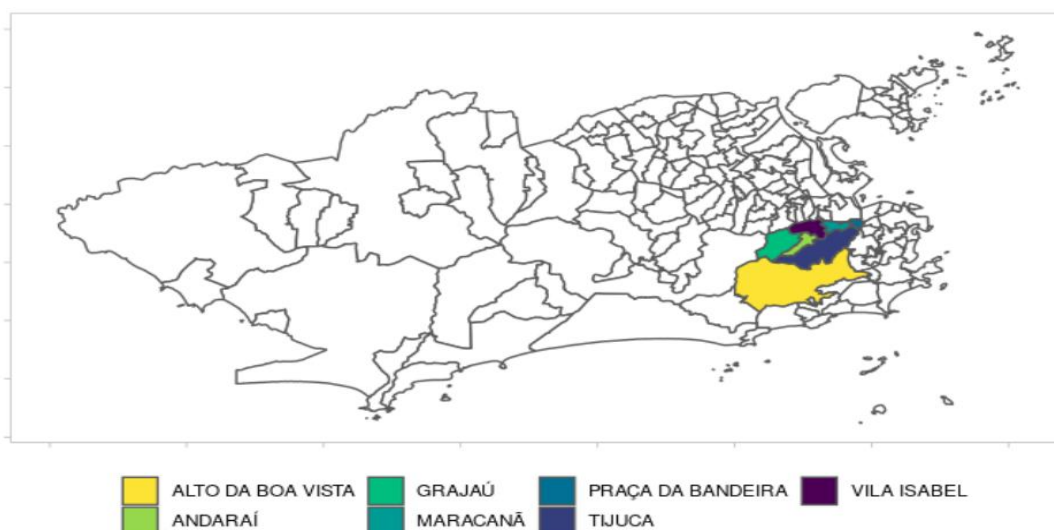 ALTO DA BOA VISTA GRAJAÚ PRAÇA DA BANDEIRA VILA ISABEL
ANDARAÍ MARACANÃ TIJUCA